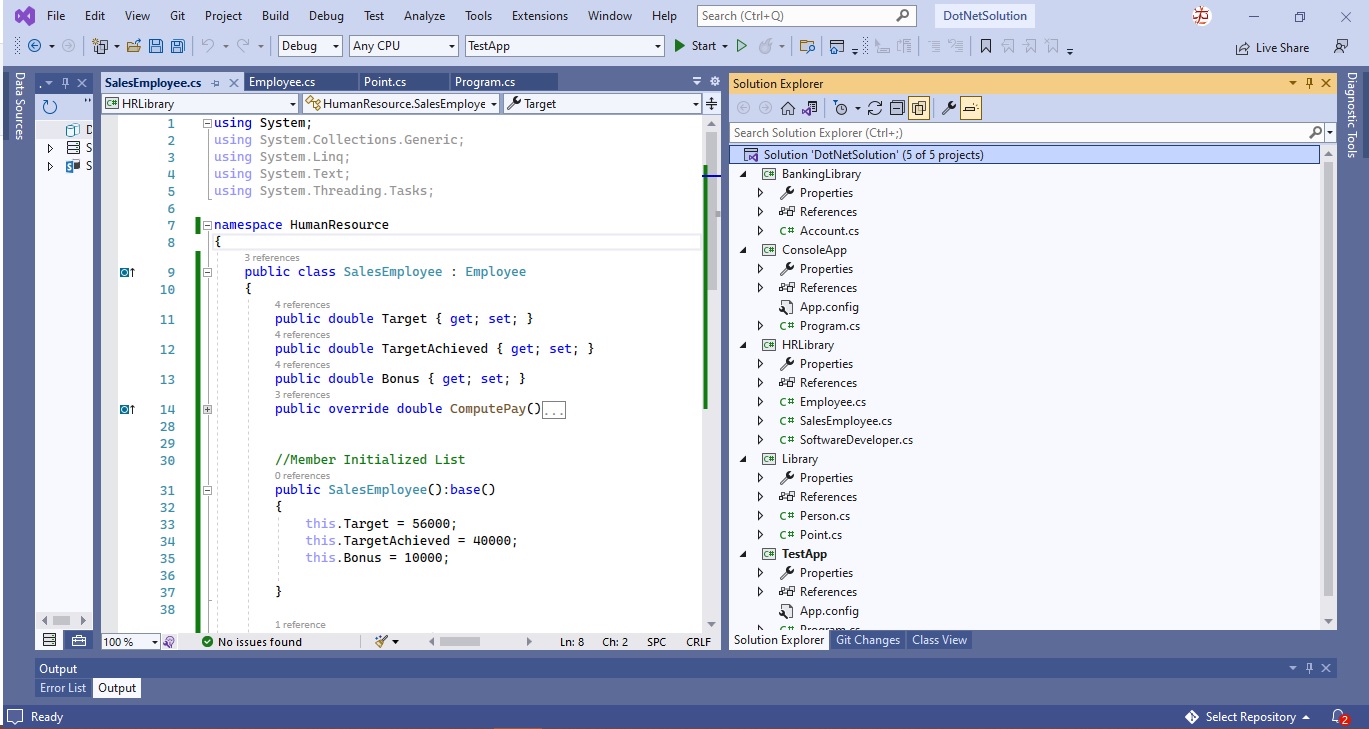 File Edit View Git Project Build Debug Test Analyze Tools Extensions Window Help Search (Ctrl+Q) DotNetSolution
Debug Any CPU TestApp Start Live Share
Data Sources
SalesEmployee.cs Employee.cs Point.cs Program.cs
HRLibrary HumanResource.SalesEmploye Target
1 using System;
2 using System.Collections.Generic;
3 using System.Linq;
4 using System.Text;
5 using System.Threading.Tasks;
6
7 namespace HumanResource
8 {
3 references
9 public class SalesEmployee : Employee
10 {
4 references
11 public double Target { get; set; }
4 references
12 public double TargetAchieved { get; set; }
4 references
13 public double Bonus { get; set; }
3 references
14 public override double ComputePay()...
28
29
30 //Member Initialized List
0 references
31 public SalesEmployee():base()
32 {
33 this.Target = 56000;
34 this.TargetAchieved = 40000;
35 this.Bonus = 10000;
36
37 }
38
1 reference
100 % No issues found Ln: 8 Ch: 2 SPC CRLF
Solution Explorer
Search Solution Explorer (Ctrl+;)
Solution 'DotNetSolution' (5 of 5 projects)
C# BankingLibrary
Properties
References
C# Account.cs
C# ConsoleApp
Properties
References
App.config
C# Program.cs
C# HRLibrary
Properties
References
C# Employee.cs
C# SalesEmployee.cs
C# SoftwareDeveloper.cs
C# Library
Properties
References
C# Person.cs
C# Point.cs
C# TestApp
Properties
References
App.config
C# Program.cs
Solution Explorer Git Changes Class View
Diagnostic Tools
Output
Error List Output
Ready Select Repository 2